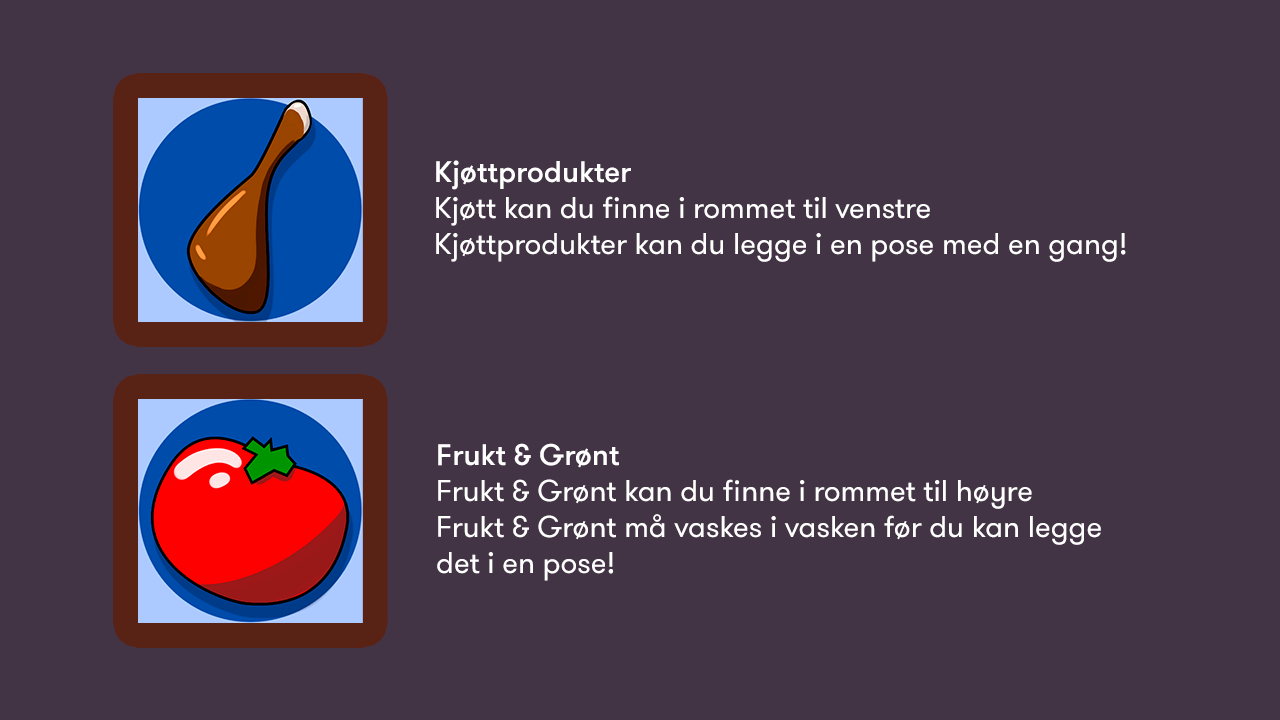 Kjøttprodukter
Kjøtt kan du finne i rommet til venstre
Kjøttprodukter kan du legge i en pose med en gang!
Frukt & Grønt
Frukt & Grønt kan du finne i rommet til høyre
Frukt & Grønt må vaskes i vasken før du kan legge
det i en pose!